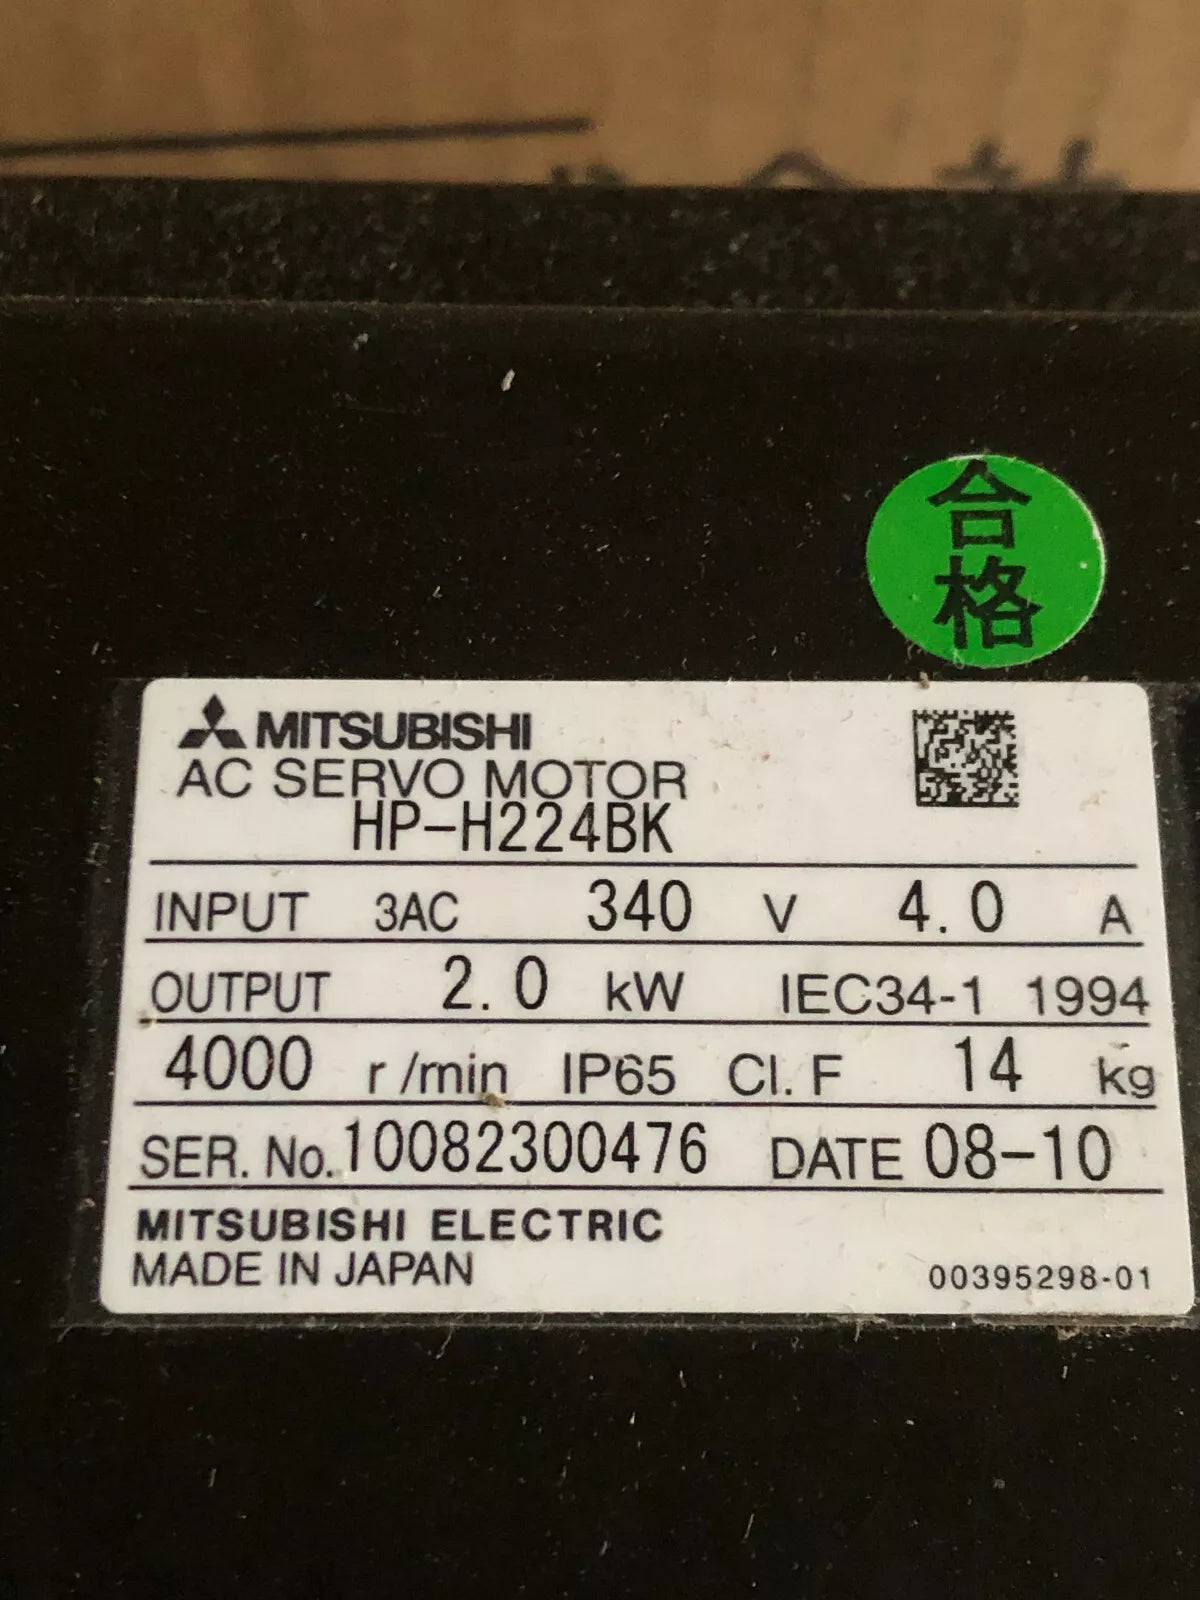 合
格
MITSUBISHI
AC SERVO MOTOR
HP-H224BK
INPUT 3AC 340 V 4.0 A
OUTPUT 2.0 kW IEC34-1 1994
4000 r/min IP65 Cl. F 14 kg
SER. No. 10082300476 DATE 08-10
MITSUBISHI ELECTRIC
MADE IN JAPAN
00395298-01